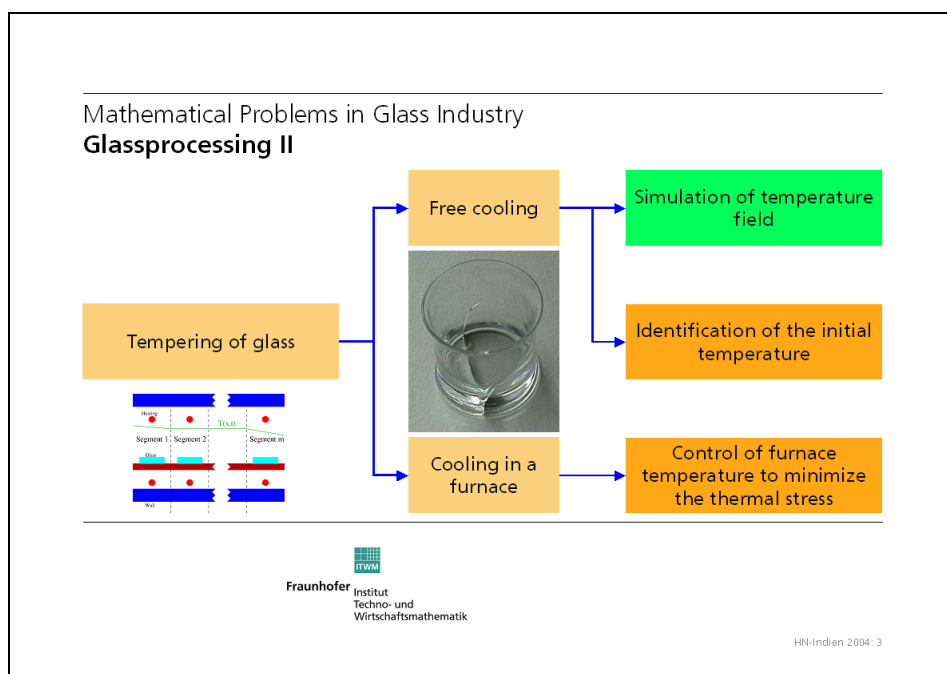 Mathematical Problems in Glass Industry
Glassprocessing II
Free cooling
Simulation of temperature
field
Tempering of glass
Identification of the initial
temperature
Heating
T(x,t)
Segment 1
Segment 2
Segment m
Glass
Wall
Cooling in a
furnace
Control of furnace
temperature to minimize
the thermal stress
ITWM
Fraunhofer
Institut
Techno- und
Wirtschaftsmathematik
HN-Indien 2004: 3